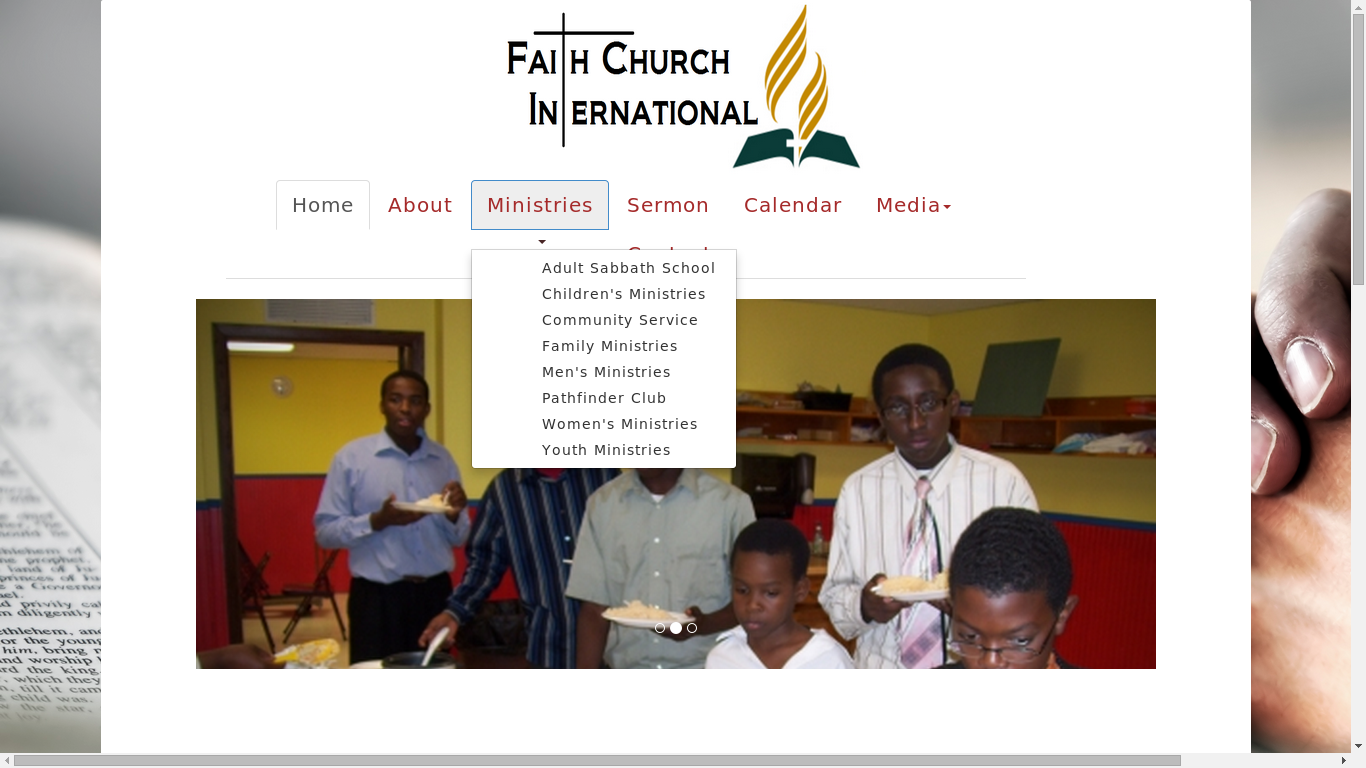 FAITH CHURCH
INTERNATIONAL
Home About Ministries Sermon Calendar Media
Adult Sabbath School
Children's Ministries
Community Service
Family Ministries
Men's Ministries
Pathfinder Club
Women's Ministries
Youth Ministries